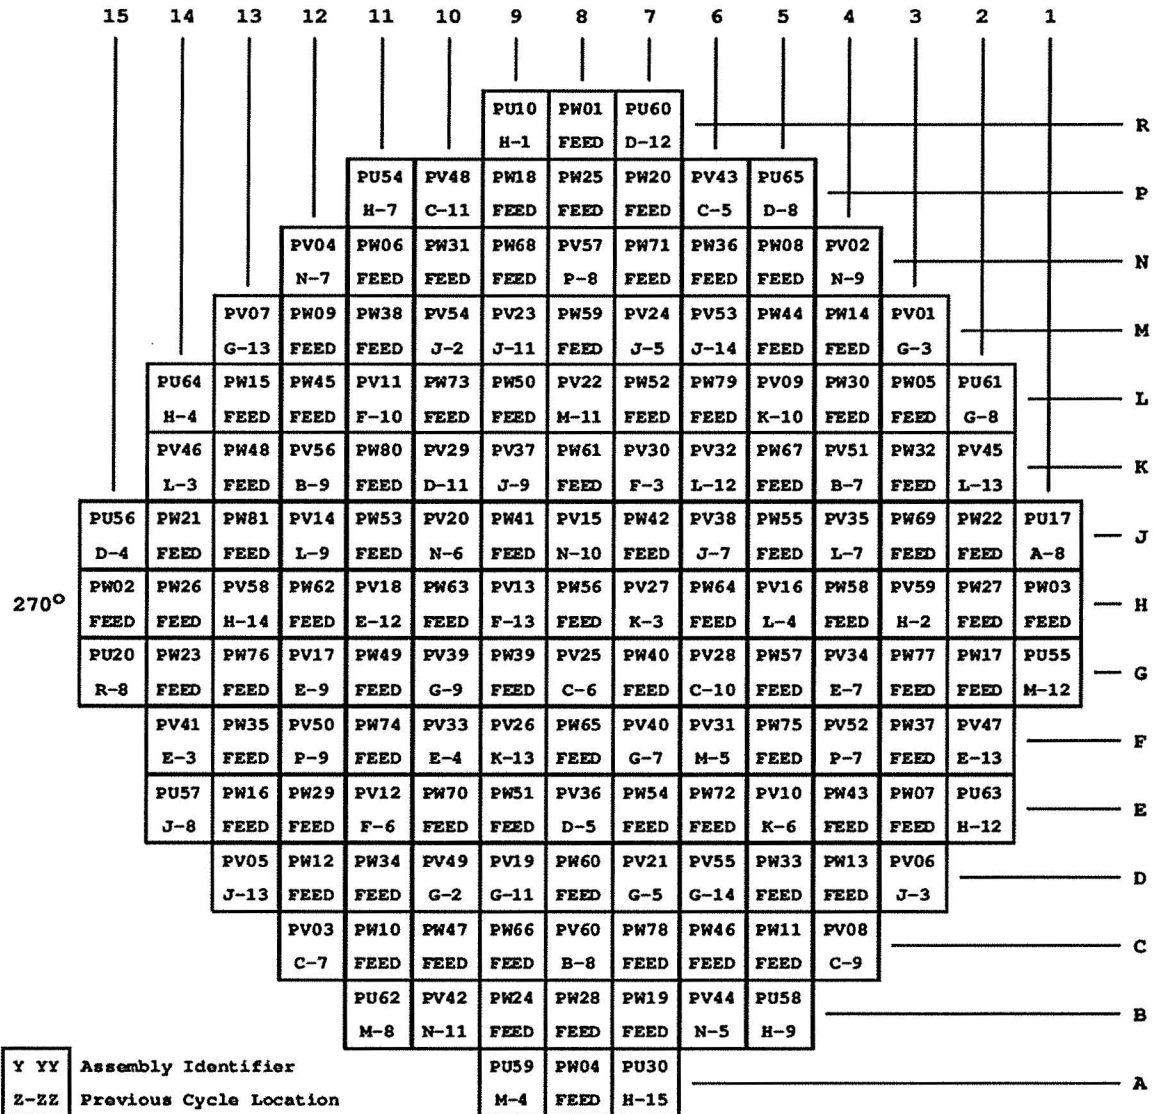 15 14 13 12 11 10 9 8 7 6 5 4 3 2 1
PU10 PW01 PU60
H-1 FEED D-12 R
PU54 PV48 PW18 PW25 PW20 PV43 PU65
H-7 C-11 FEED FEED FEED C-5 D-8 P
PV04 PW06 PW31 PW68 PV57 PW71 PW36 PW08 PV02
N-7 FEED FEED FEED P-8 FEED FEED FEED N-9 N
PV07 PW09 PW38 PV54 PV23 PW59 PV24 PV53 PW44 PW14 PV01
G-13 FEED FEED J-2 J-11 FEED J-5 J-14 FEED FEED G-3 M
PU64 PW15 PW45 PV11 PW73 PW50 PV22 PW52 PW79 PV09 PW30 PW05 PU61
H-4 FEED FEED F-10 FEED FEED M-11 FEED FEED K-10 FEED FEED G-8 L
PV46 PW48 PV56 PW80 PV29 PV37 PW61 PV30 PV32 PW67 PV51 PW32 PV45
L-3 FEED B-9 FEED D-11 J-9 FEED F-3 L-12 FEED B-7 FEED L-13 K
PU56 PW21 PW81 PV14 PW53 PV20 PW41 PV15 PW42 PV38 PW55 PV35 PW69 PW22 PU17
D-4 FEED FEED L-9 FEED N-6 FEED N-10 FEED J-7 FEED L-7 FEED FEED A-8 J
PW02 PW26 PV58 PW62 PV18 PW63 PV13 PW56 PV27 PW64 PV16 PW58 PV59 PW27 PW03
270° FEED FEED H-14 FEED E-12 FEED F-13 FEED K-3 FEED L-4 FEED H-2 FEED FEED H
PU20 PW23 PW76 PV17 PW49 PV39 PW39 PV25 PW40 PV28 PW57 PV34 PW77 PW17 PU55
R-8 FEED FEED E-9 FEED G-9 FEED C-6 FEED C-10 FEED E-7 FEED FEED M-12 G
PV41 PW35 PV50 PW74 PV33 PV26 PW65 PV40 PV31 PW75 PV52 PW37 PV47
E-3 FEED P-9 FEED E-4 K-13 FEED G-7 M-5 FEED P-7 FEED E-13 F
PU57 PW16 PW29 PV12 PW70 PW51 PV36 PW54 PW72 PV10 PW43 PW07 PU63
J-8 FEED FEED F-6 FEED FEED D-5 FEED FEED K-6 FEED FEED H-12 E
PV05 PW12 PW34 PV49 PV19 PW60 PV21 PV55 PW33 PW13 PV06
J-13 FEED FEED G-2 G-11 FEED G-5 G-14 FEED FEED J-3 D
PV03 PW10 PW47 PW66 PV60 PW78 PW46 PW11 PV08
C-7 FEED FEED FEED B-8 FEED FEED FEED C-9 C
PU62 PV42 PW24 PW28 PW19 PV44 PU58
M-8 N-11 FEED FEED FEED N-5 H-9 B
Y YY Assembly Identifier PU59 PW04 PU30
Z-ZZ Previous Cycle Location M-4 FEED H-15 A